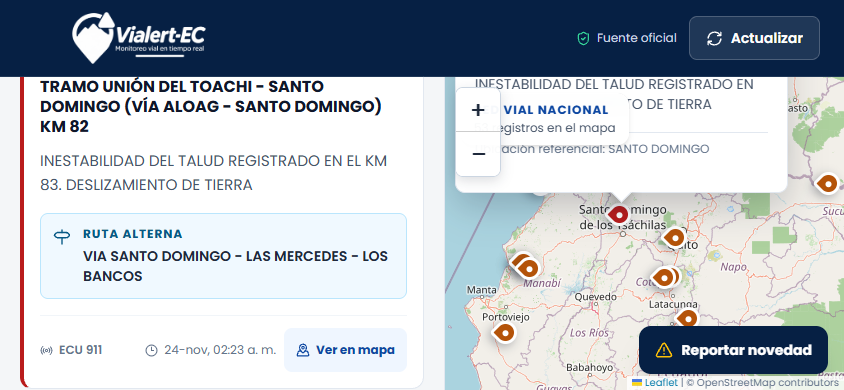 Vialert-EC
Monitoreo vial en tiempo real
Fuente oficial
Actualizar
TRAMO UNIÓN DEL TOACHI - SANTO
DOMINGO (VÍA ALOAG - SANTO DOMINGO)
KM 82
INESTABILIDAD DEL TALUD REGISTRADO EN EL KM
83. DESLIZAMIENTO DE TIERRA
RUTA ALTERNA
VIA SANTO DOMINGO - LAS MERCEDES - LOS
BANCOS
ECU 911
24-nov, 02:23 a. m.
Ver en mapa
INESTABILIDAD DEL TALUD REGISTRADO EN
TO DE TIERRA
+
VIAL NACIONAL
registros en el mapa
−
ación referencial: SANTO DOMINGO
Santo Domingo
de los Tsáchilas
Manabí
Manta
Portoviejo
Quevedo
Latacunga
Napo
Los Ríos
Babahoyo
Reportar novedad
Leaflet | © OpenStreetMap contributors